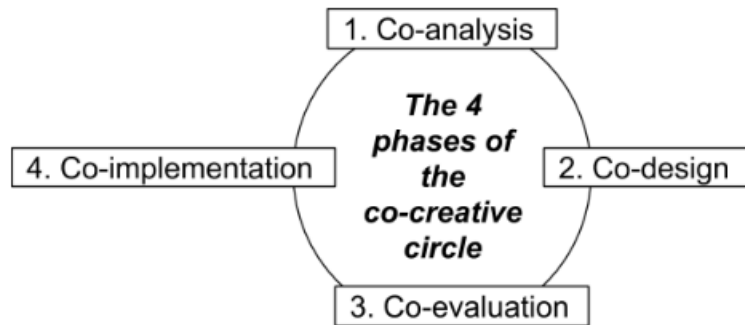 1. Co-analysis
The 4
phases of
the
co-creative
circle
4. Co-implementation
2. Co-design
3. Co-evaluation